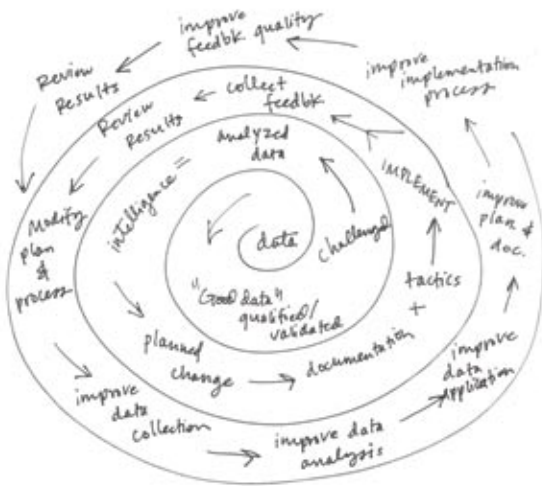 data
"Good data"
qualified/
validated
challenged
analyzed
data
intelligence =
planned
change
documentation +
tactics
IMPLEMENT
collect
feedbk
Review
Results
Modify
plan
&
process
improve
data
collection
improve data
analysis
improve
data
application
improve
plan &
doc.
improve
implementation
process
improve
feedbk. quality
Review
Results